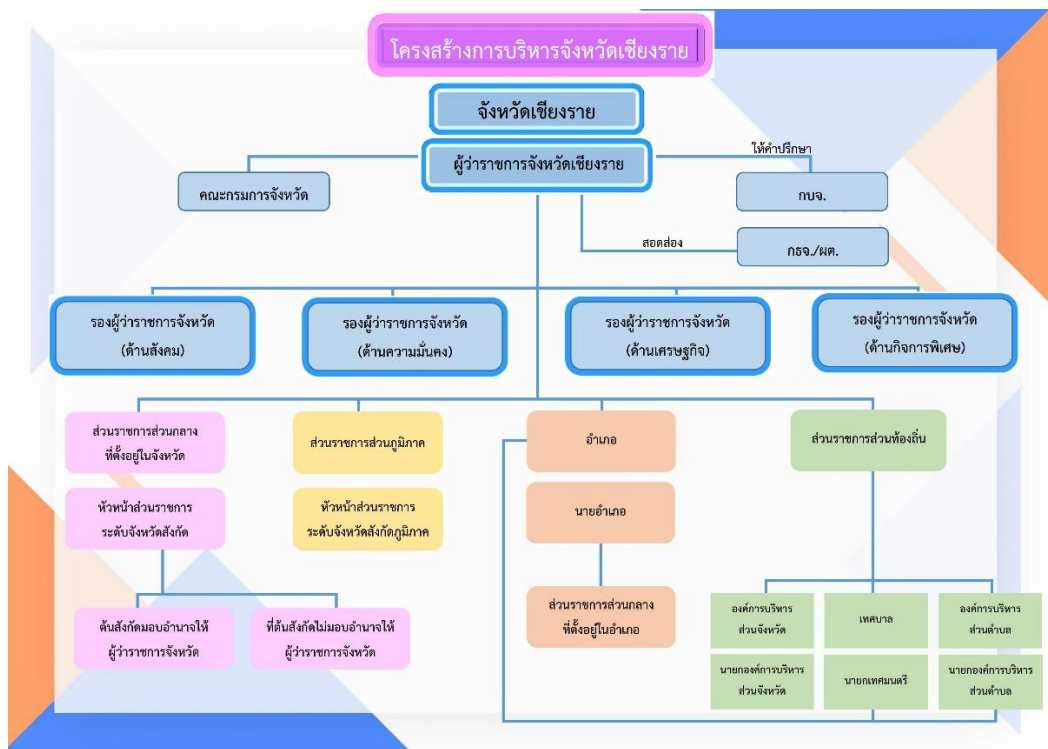 โครงสร้างการบริหารจังหวัดเชียงราย
จังหวัดเชียงราย
ผู้ว่าราชการจังหวัดเชียงราย
ให้คำปรึกษา
คณะกรมการจังหวัด
กบจ.
สอดส่อง
กธจ./ผต.
รองผู้ว่าราชการจังหวัด
(ด้านสังคม)
รองผู้ว่าราชการจังหวัด
(ด้านความมั่นคง)
รองผู้ว่าราชการจังหวัด
(ด้านเศรษฐกิจ)
รองผู้ว่าราชการจังหวัด
(ด้านกิจการพิเศษ)
ส่วนราชการส่วนกลาง
ที่ตั้งอยู่ในจังหวัด
ส่วนราชการส่วนภูมิภาค
อำเภอ
ส่วนราชการส่วนท้องถิ่น
หัวหน้าส่วนราชการ
ระดับจังหวัดสังกัด
หัวหน้าส่วนราชการ
ระดับจังหวัดสังกัดภูมิภาค
นายอำเภอ
ต้นสังกัดมอบอำนาจให้
ผู้ว่าราชการจังหวัด
ที่ต้นสังกัดไม่มอบอำนาจให้
ผู้ว่าราชการจังหวัด
ส่วนราชการส่วนกลาง
ที่ตั้งอยู่ในอำเภอ
องค์การบริหาร
ส่วนจังหวัด
เทศบาล
องค์การบริหาร
ส่วนตำบล
นายกองค์การบริหาร
ส่วนจังหวัด
นายกเทศมนตรี
นายกองค์การบริหาร
ส่วนตำบล